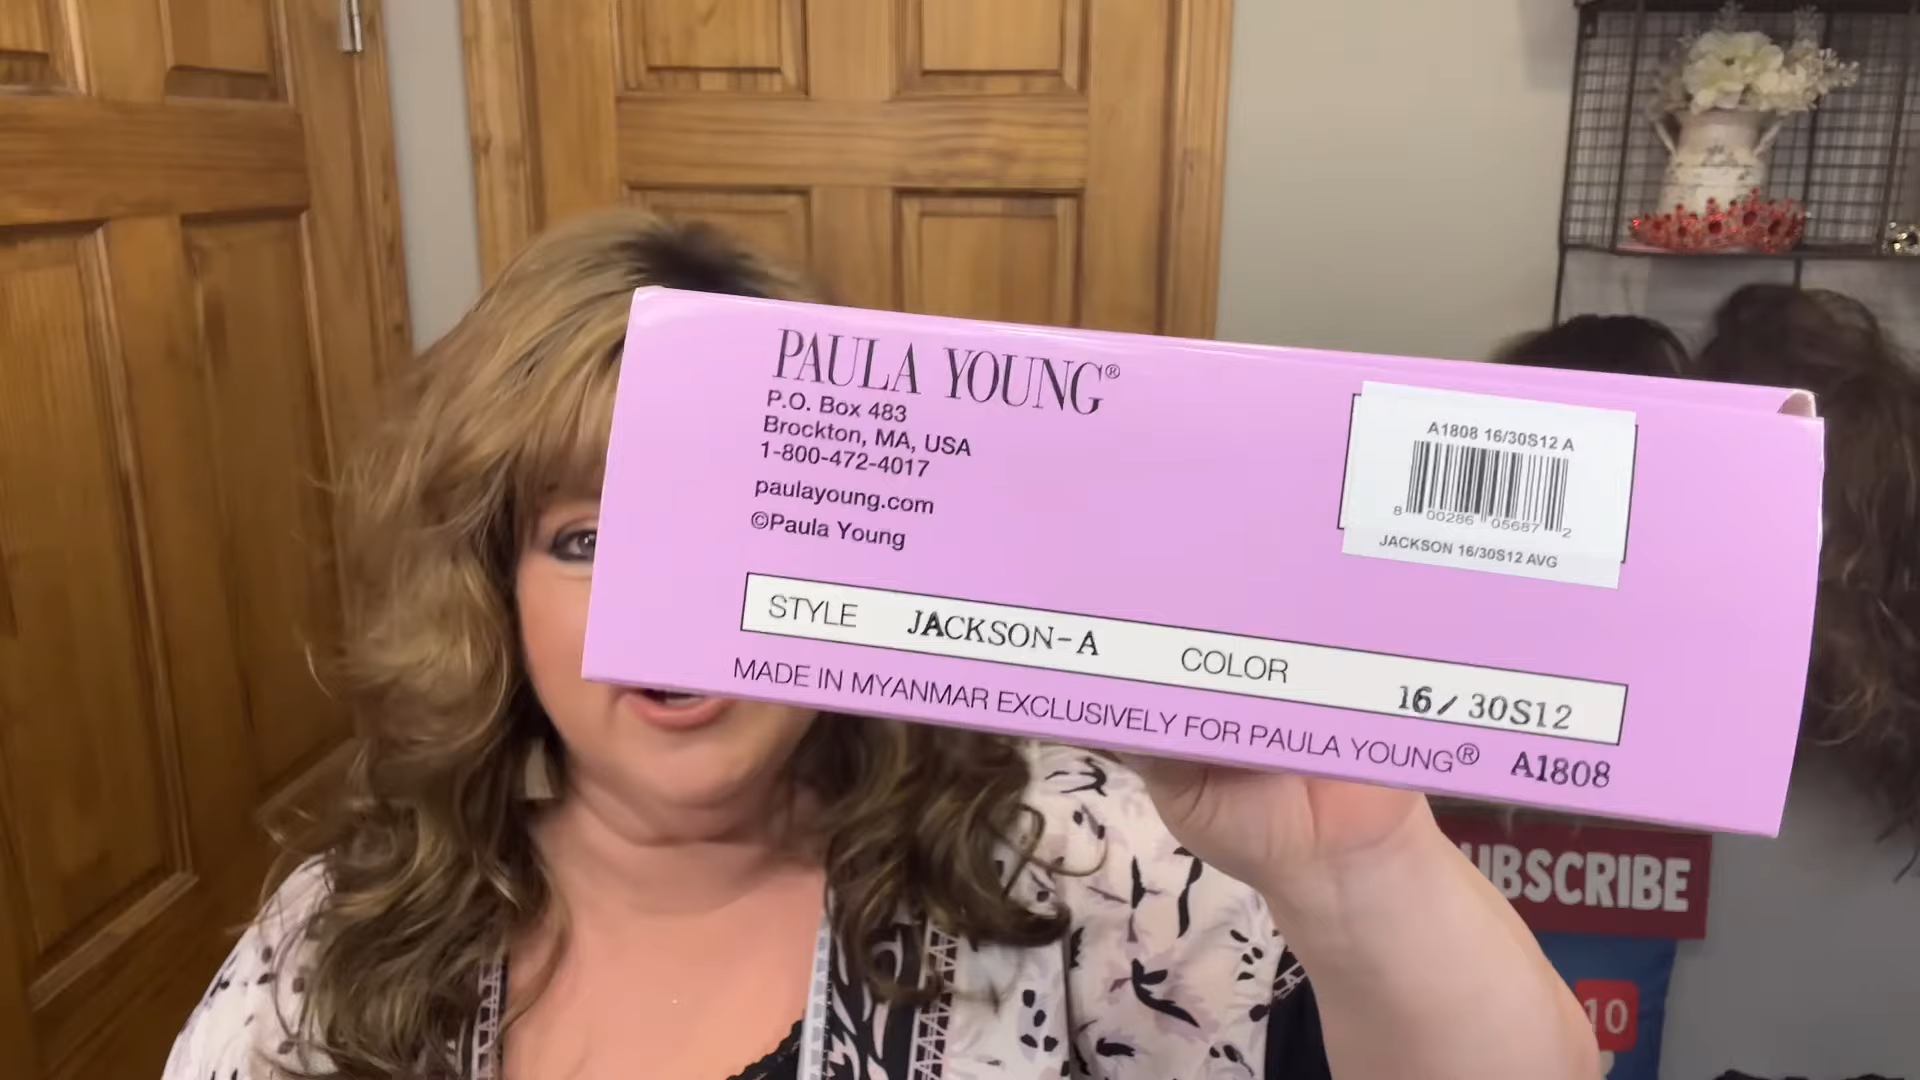 PAULA YOUNG®
P.O. Box 483
Brockton, MA, USA
1-800-472-4017
paulayoung.com
©Paula Young
A1808 16/30S12 A
8 00286 05687 2
JACKSON 16/30S12 AVG
STYLE JACKSON-A COLOR 16/30S12
MADE IN MYANMAR EXCLUSIVELY FOR PAULA YOUNG® A1808
UBSCRIBE
10